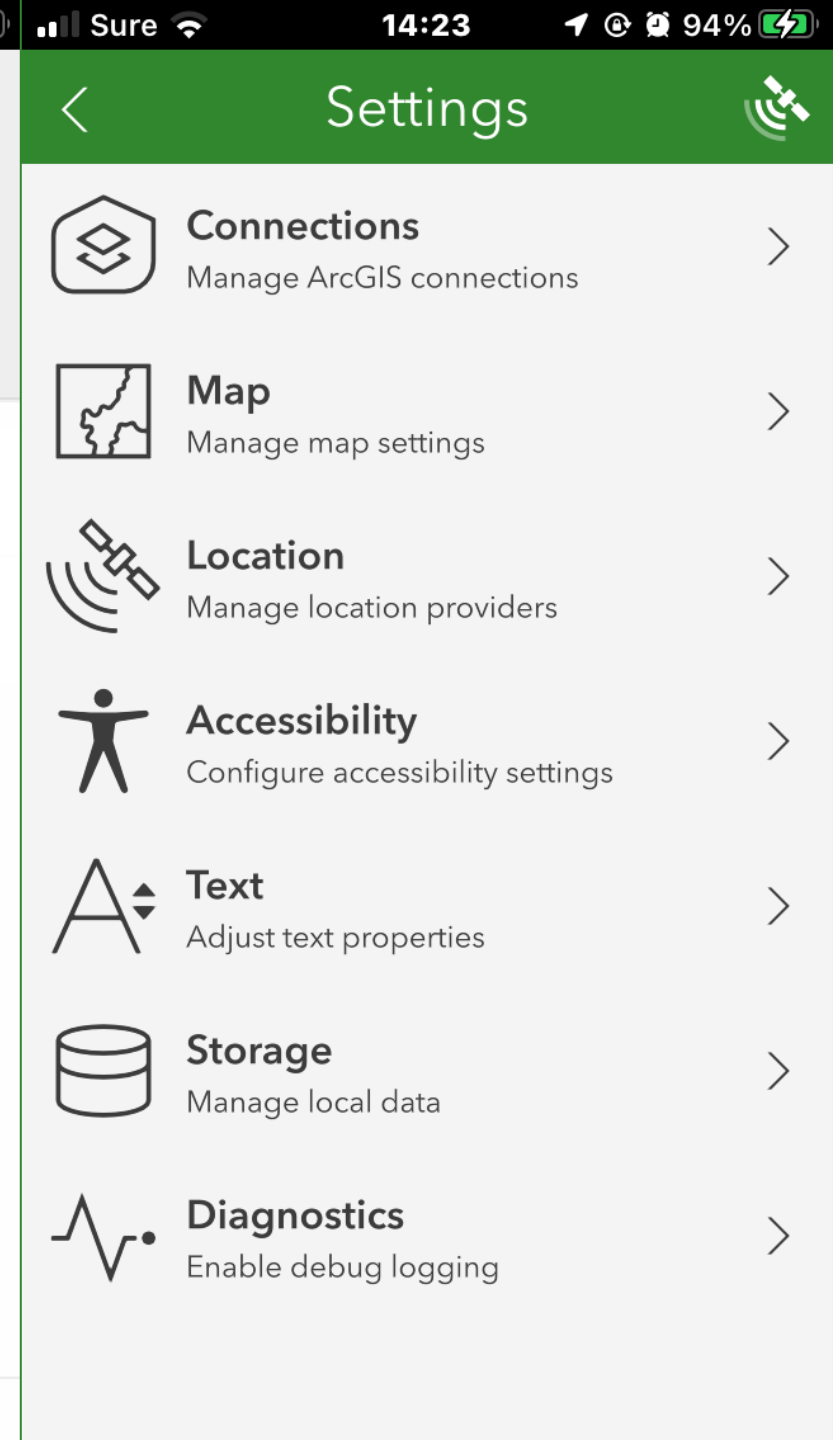 Sure 14:23 94%
Settings
Connections
Manage ArcGIS connections
Map
Manage map settings
Location
Manage location providers
Accessibility
Configure accessibility settings
Text
Adjust text properties
Storage
Manage local data
Diagnostics
Enable debug logging